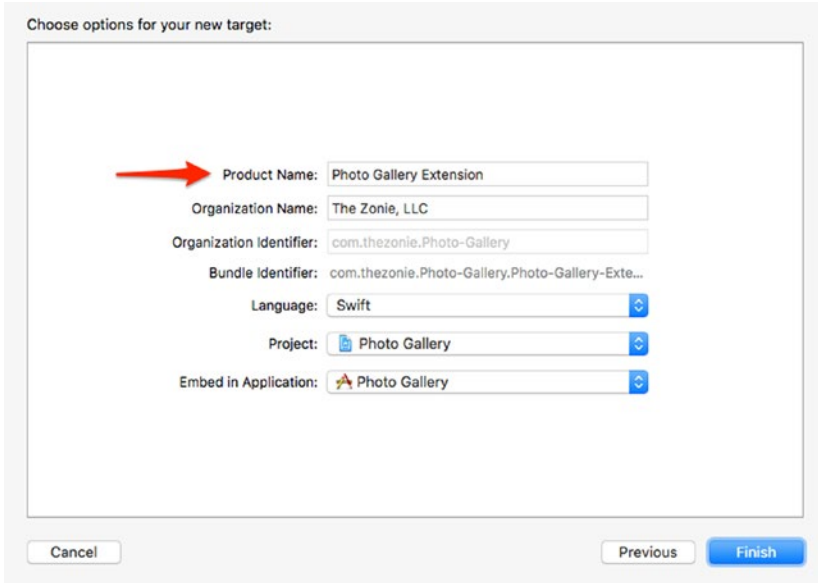 Choose options for your new target:
Product Name: Photo Gallery Extension
Organization Name: The Zonie, LLC
Organization Identifier: com.thezonie.Photo-Gallery
Bundle Identifier: com.thezonie.Photo-Gallery.Photo-Gallery-Exte...
Language: Swift
Project: Photo Gallery
Embed in Application: Photo Gallery
Cancel Previous Finish